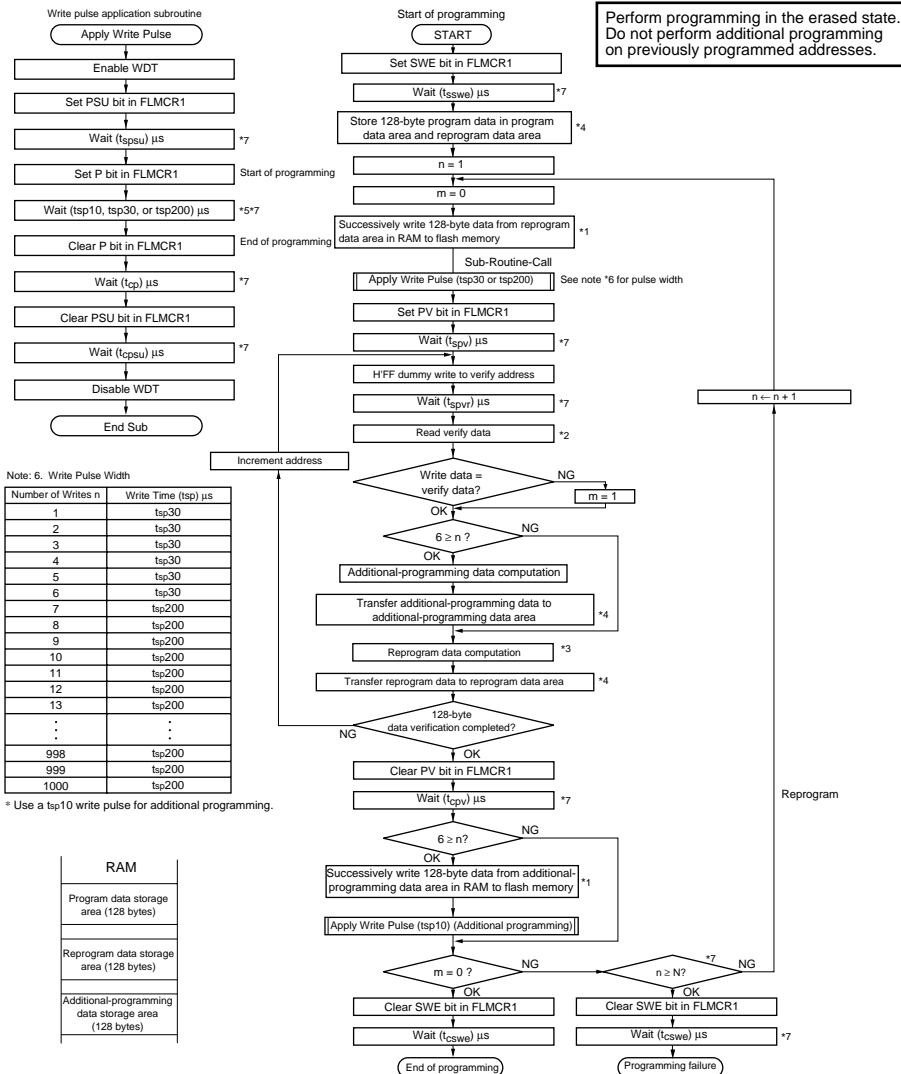 Write pulse application subroutine
Apply Write Pulse
Enable WDT
Set PSU bit in FLMCR1
Wait (tspsu) μs
*7
Set P bit in FLMCR1
Start of programming
Wait (tsp10, tsp30, or tsp200) μs
*5*7
Clear P bit in FLMCR1
End of programming
Wait (tcp) μs
*7
Clear PSU bit in FLMCR1
Wait (tcpsu) μs
*7
Disable WDT
End Sub
Note: 6. Write Pulse Width
Number of Writes n Write Time (tsp) μs
1 tsp30
2 tsp30
3 tsp30
4 tsp30
5 tsp30
6 tsp30
7 tsp200
8 tsp200
9 tsp200
10 tsp200
11 tsp200
12 tsp200
13 tsp200
⋮ ⋮
998 tsp200
999 tsp200
1000 tsp200
* Use a tsp10 write pulse for additional programming.
RAM
Program data storage
area (128 bytes)
Reprogram data storage
area (128 bytes)
Additional-programming
data storage area
(128 bytes)
Start of programming
START
Set SWE bit in FLMCR1
Wait (tsswe) μs
*7
Store 128-byte program data in program
data area and reprogram data area
*4
n = 1
m = 0
Successively write 128-byte data from reprogram
data area in RAM to flash memory
*1
Sub-Routine-Call
Apply Write Pulse (tsp30 or tsp200)
See note *6 for pulse width
Set PV bit in FLMCR1
Wait (tspv) μs
*7
H'FF dummy write to verify address
Wait (tspvr) μs
*7
Read verify data
*2
Increment address
Write data =
verify data?
NG
m = 1
OK
6 ≥ n ?
NG
OK
Additional-programming data computation
Transfer additional-programming data to
additional-programming data area
*4
Reprogram data computation
*3
Transfer reprogram data to reprogram data area
*4
128-byte
data verification completed?
NG
OK
Clear PV bit in FLMCR1
Wait (tcpv) μs
*7
6 ≥ n?
NG
OK
Successively write 128-byte data from additional-
programming data area in RAM to flash memory
*1
Apply Write Pulse (tsp10) (Additional programming)
m = 0 ?
NG
OK
Clear SWE bit in FLMCR1
Wait (tcswe) μs
End of programming
*7
n ≥ N?
NG
OK
Clear SWE bit in FLMCR1
Wait (tcswe) μs
*7
Programming failure
n ← n + 1
Reprogram
Perform programming in the erased state.
Do not perform additional programming
on previously programmed addresses.